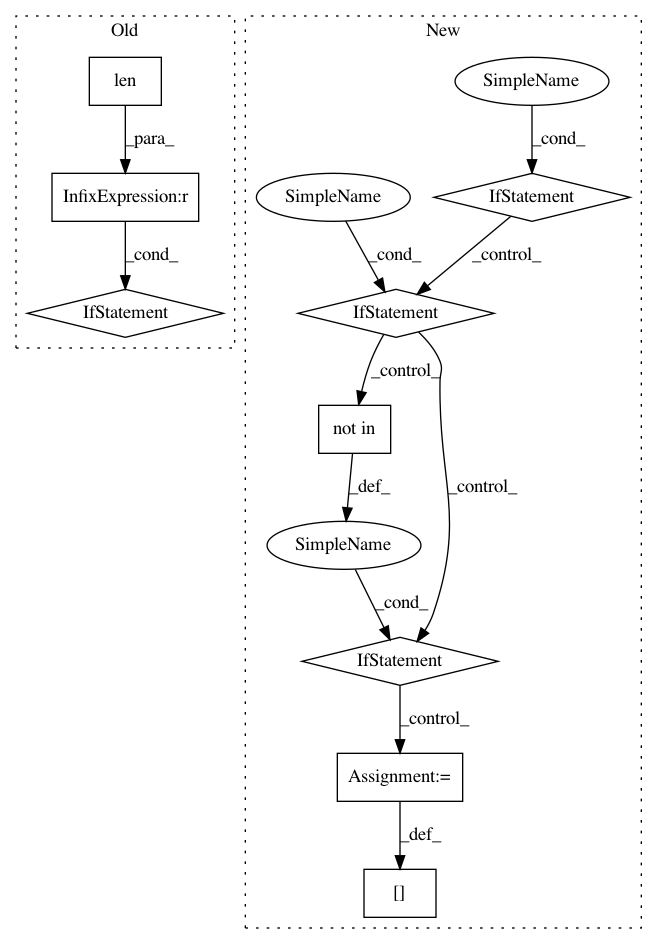 Old
New
len
SimpleName
_para_
_cond_
InfixExpression:r
SimpleName
IfStatement
_cond_
_cond_
_control_
IfStatement
IfStatement
_control_
not in
_def_
_control_
SimpleName
_cond_
IfStatement
_control_
Assignment:=
_def_
[]